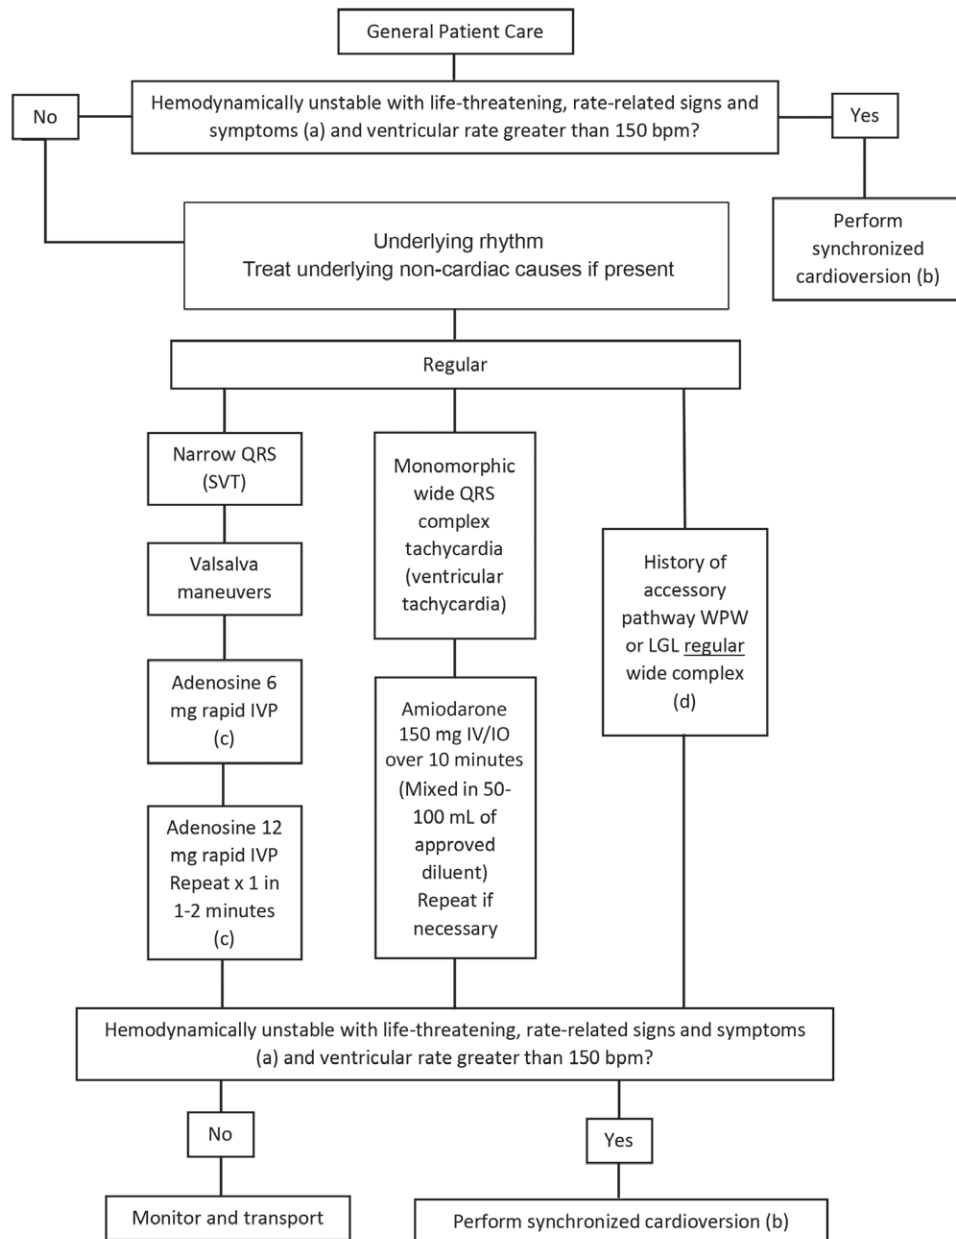 General Patient Care
Hemodynamically unstable with life-threatening, rate-related signs and
symptoms (a) and ventricular rate greater than 150 bpm?
No
Yes
Perform
synchronized
cardioversion (b)
Underlying rhythm
Treat underlying non-cardiac causes if present
Regular
Narrow QRS
(SVT)
Valsalva
maneuvers
Adenosine 6
mg rapid IVP
(c)
Adenosine 12
mg rapid IVP
Repeat x 1 in
1-2 minutes
(c)
Monomorphic
wide QRS
complex
tachycardia
(ventricular
tachycardia)
Amiodarone
150 mg IV/IO
over 10 minutes
(Mixed in 50-
100 mL of
approved
diluent)
Repeat if
necessary
History of
accessory
pathway WPW
or LGL regular
wide complex
(d)
Hemodynamically unstable with life-threatening, rate-related signs and symptoms
(a) and ventricular rate greater than 150 bpm?
No
Yes
Monitor and transport
Perform synchronized cardioversion (b)